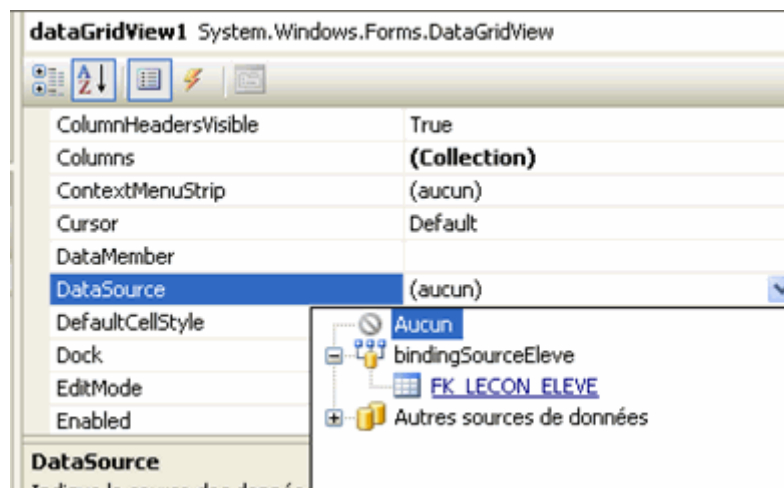 dataGridView1 System.Windows.Forms.DataGridView
ColumnHeadersVisible True
Columns (Collection)
ContextMenuStrip (aucun)
Cursor Default
DataMember
DataSource (aucun)
DefaultCellStyle
Aucun
Dock
bindingSourceEleve
EditMode
FK_LECON_ELEVE
Enabled
Autres sources de données
DataSource